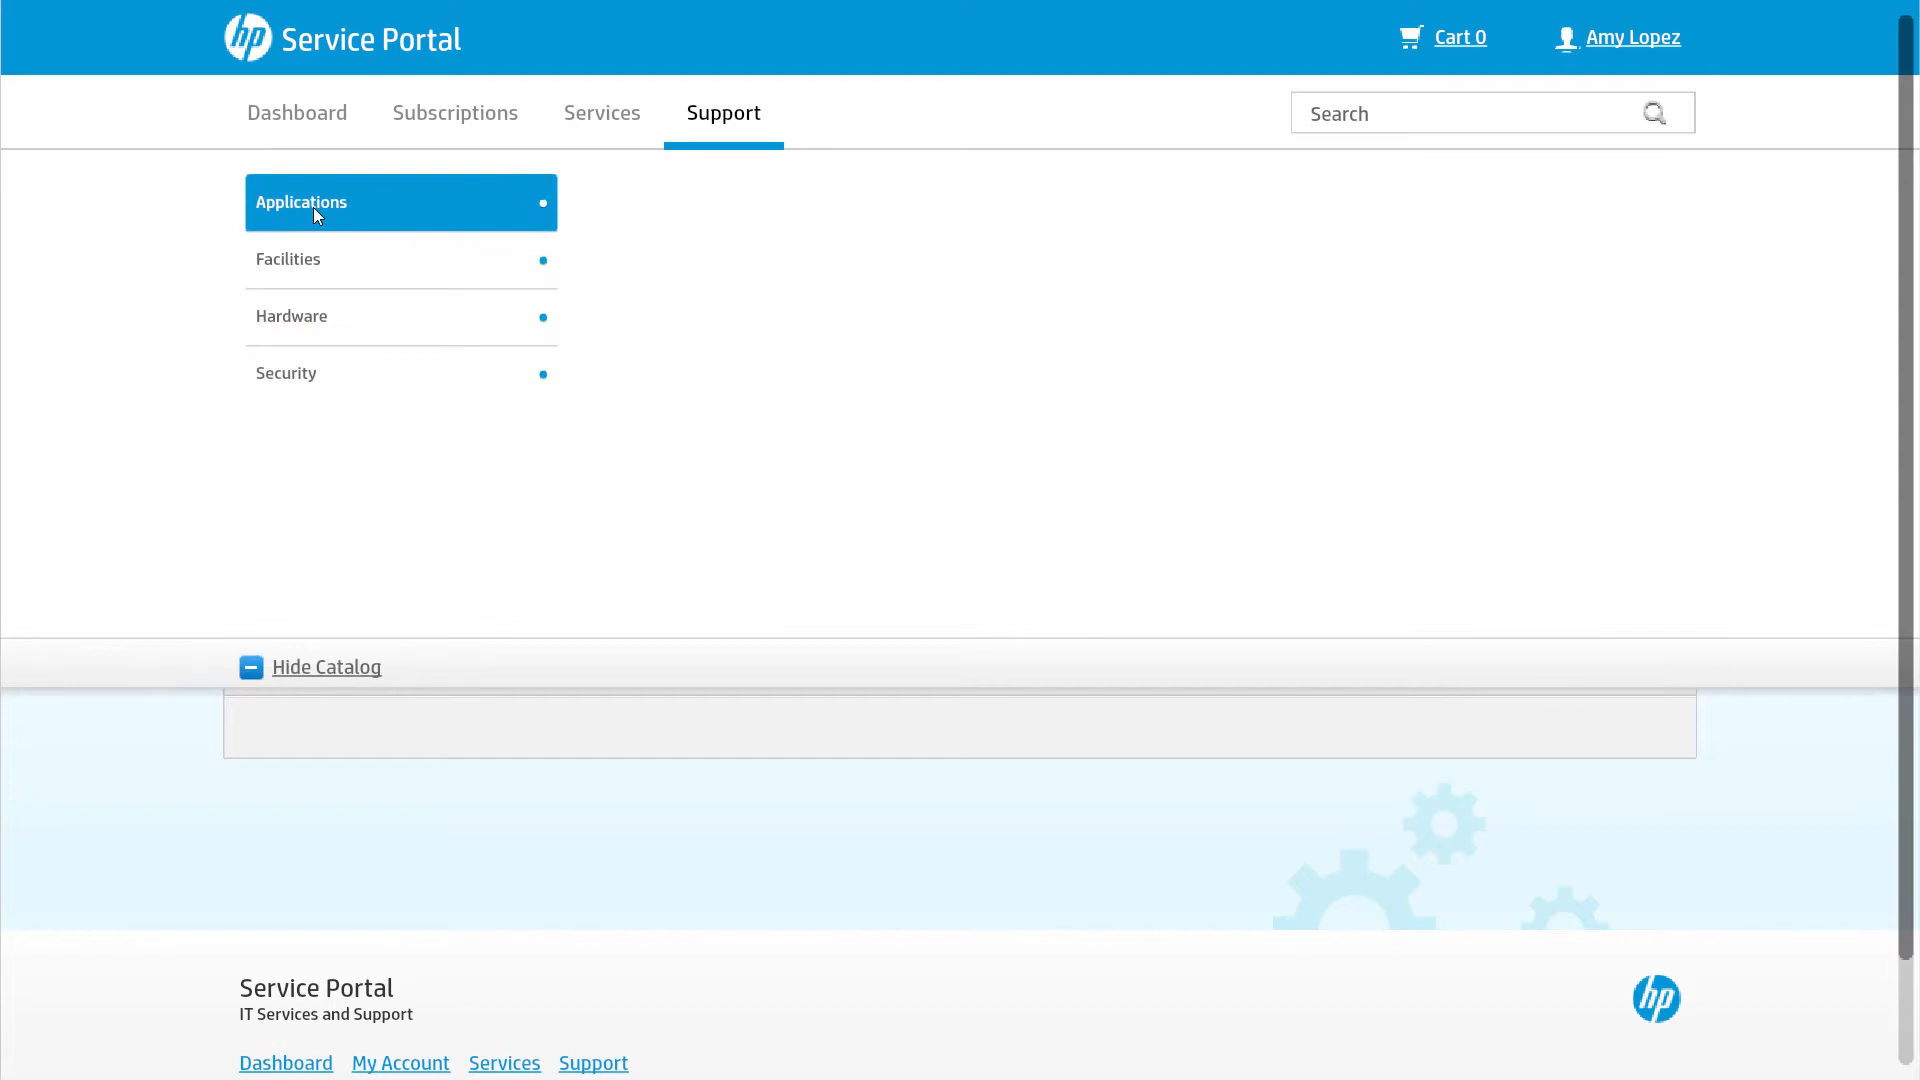 hp Service Portal
Cart 0
Amy Lopez
Dashboard Subscriptions Services Support
Search
Applications
Facilities
Hardware
Security
Hide Catalog
Service Portal
IT Services and Support
hp
Dashboard My Account Services Support